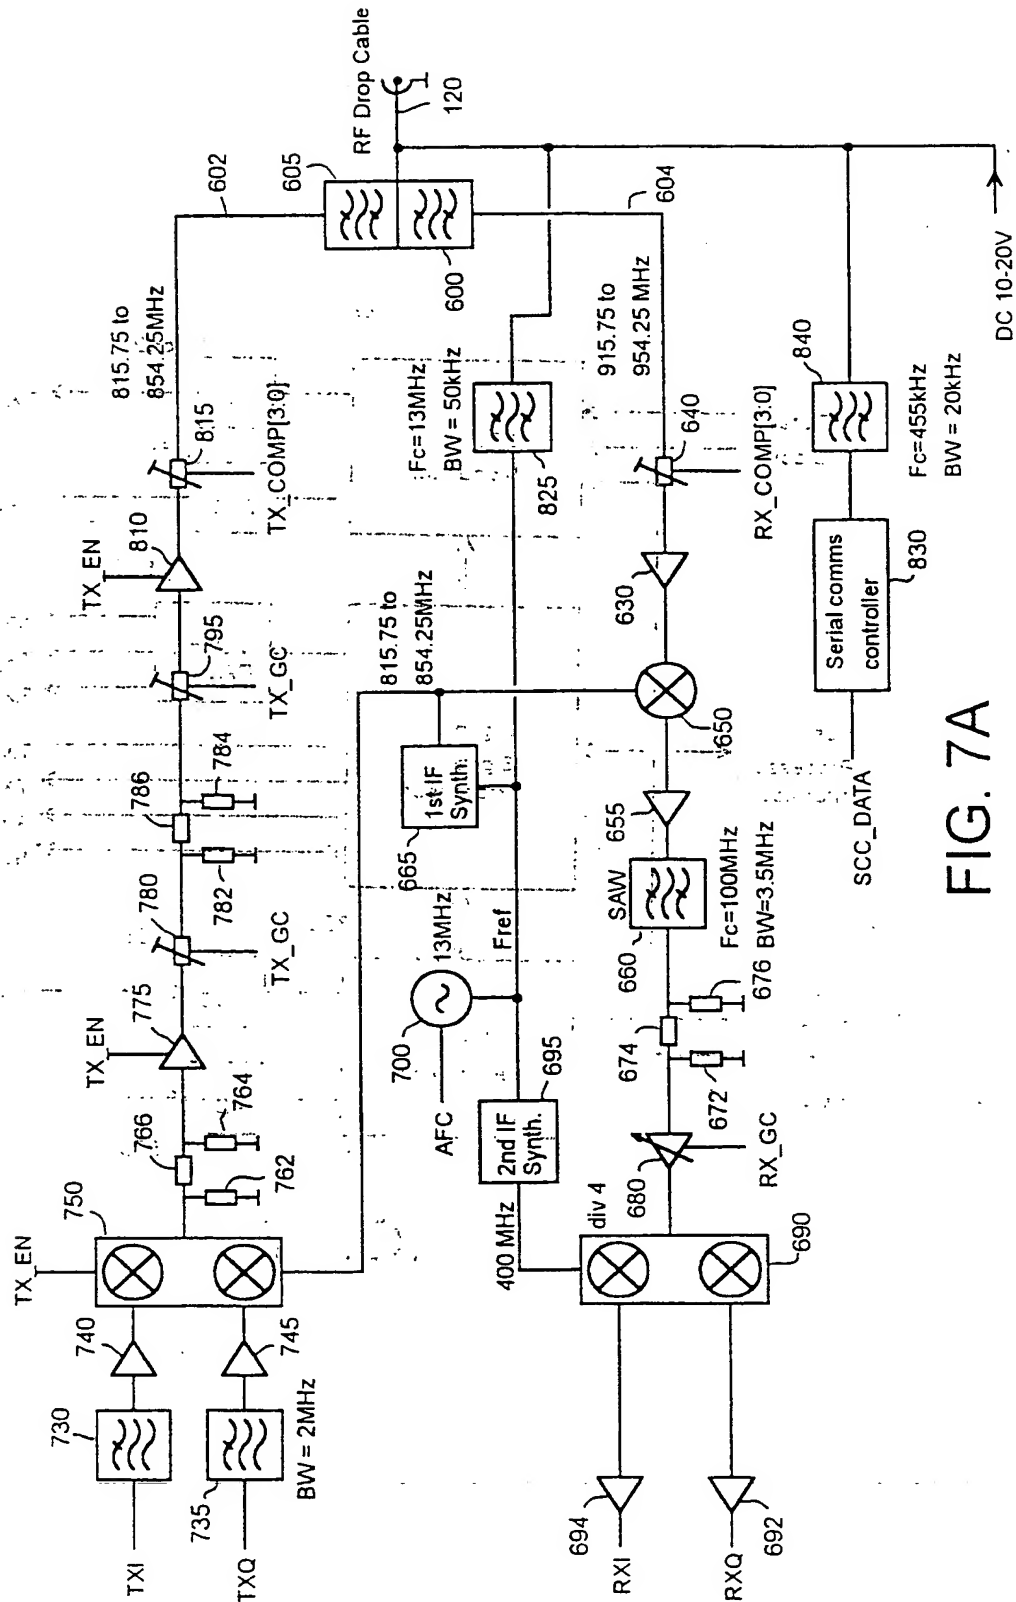 TX_EN
TXI
730
740
750
TXQ
735
745
BW = 2MHz
766
762
764
TX_EN
775
780
TX_GC
782
786
784
795
TX_GC
TX_EN
810
815
TX_COMP[3:0]
815.75 to
854.25MHz
602
605
600
RF Drop Cable
120
604
AFC
700
13MHz
Fref
400 MHz
2nd IF
Synth.
695
1st IF
Synth.
665
815.75 to
854.25MHz
Fc=13MHz
BW = 50kHz
825
RXI
694
RXQ
692
div 4
690
680
RX_GC
672
674
676
660
SAW
Fc=100MHz
BW=3.5MHz
655
650
630
640
RX_COMP[3:0]
915.75 to
954.25 MHz
SCC_DATA
Serial comms
controller
830
840
Fc=455kHz
BW = 20kHz
DC 10-20V
FIG. 7A